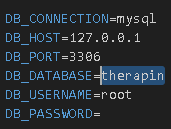 DB_CONNECTION=mysql
DB_HOST=127.0.0.1
DB_PORT=3306
DB_DATABASE=therapin
DB_USERNAME=root
DB_PASSWORD=